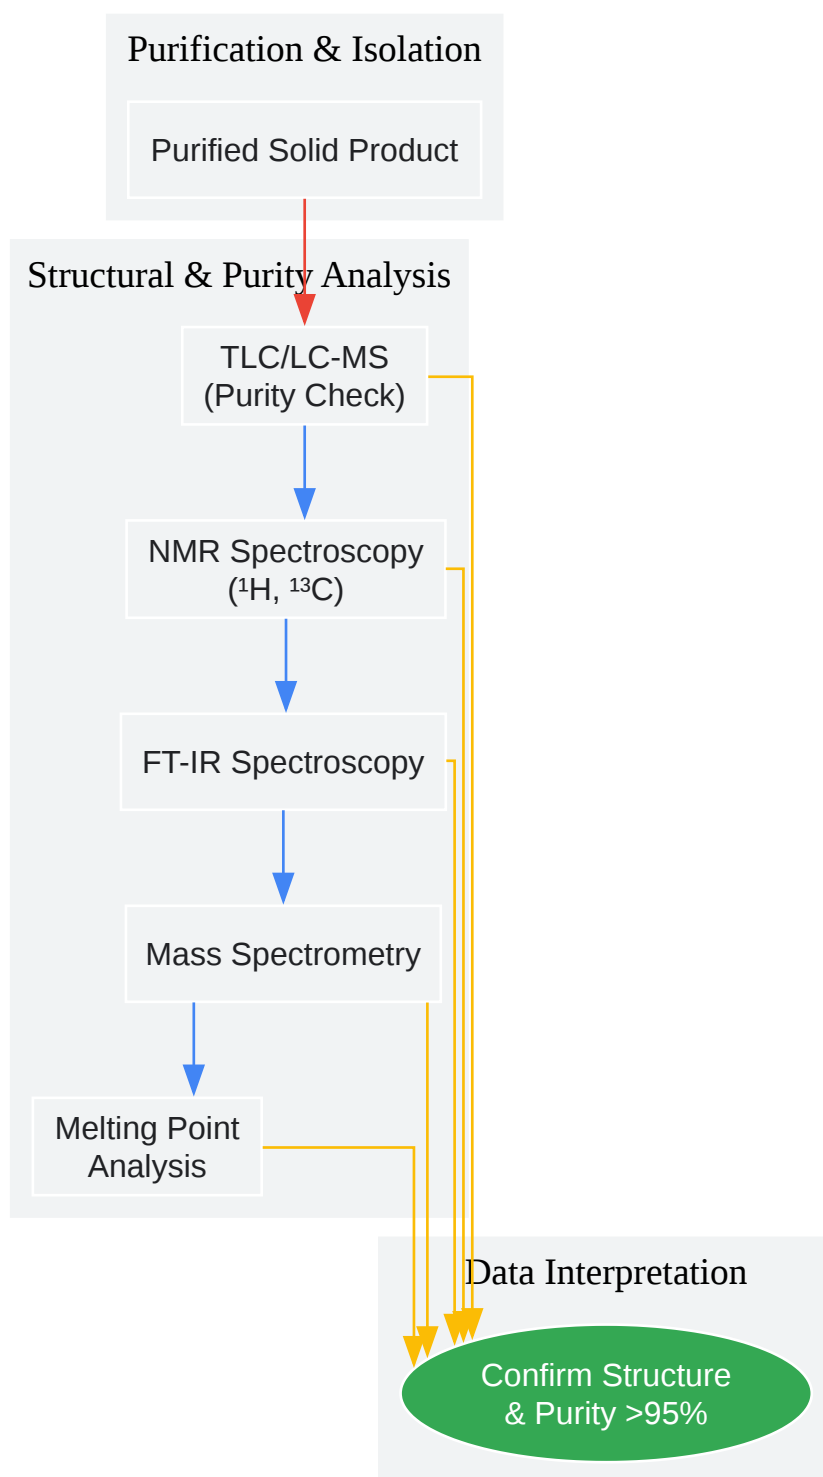 Purification & Isolation
Purified Solid Product
Structural & Purity Analysis
TLC/LC-MS
(Purity Check)
NMR Spectroscopy
(¹H, ¹³C)
FT-IR Spectroscopy
Mass Spectrometry
Melting Point
Analysis
Data Interpretation
Confirm Structure
& Purity >95%